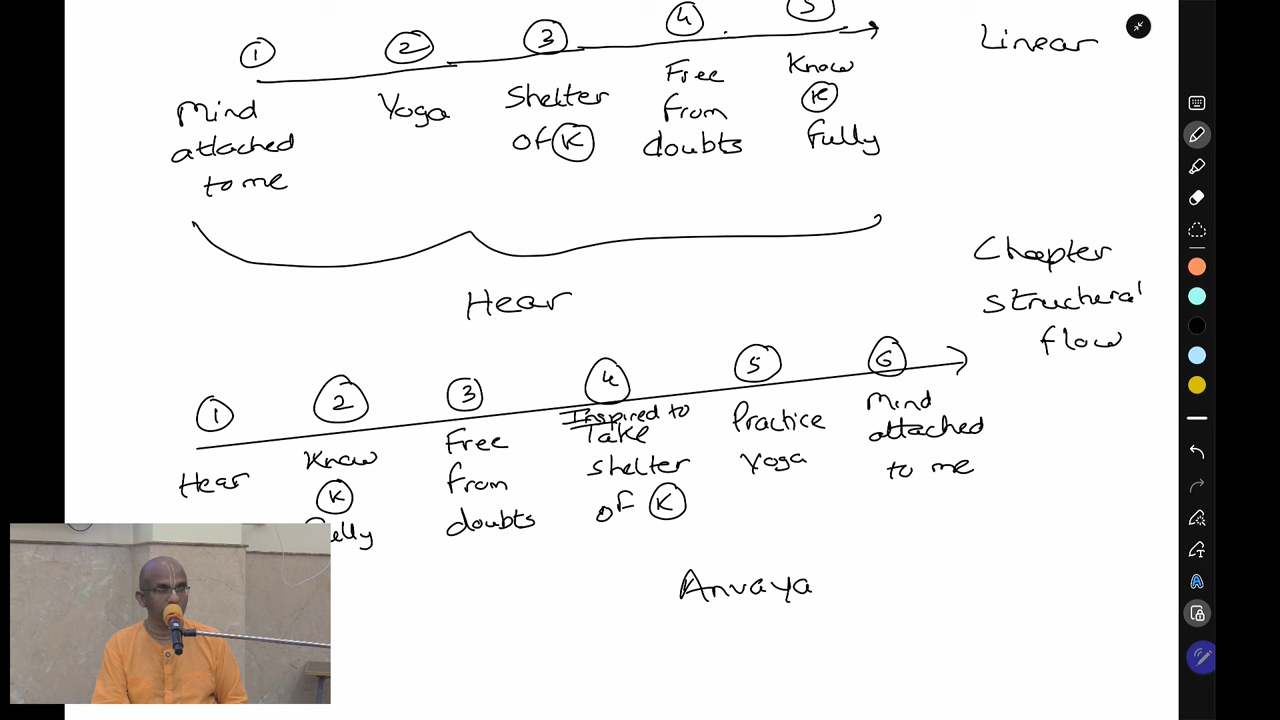 1 2 3 4 5
Linear
Mind attached to me
Yoga
Shelter of K
Free from doubts
Know K fully
Hear
Chapter structural flow
1 2 3 4 5 6
Hear
Know K fully
Free from doubts
Inspired to Take shelter of K
Practice Yoga
Mind attached to me
Anvaya